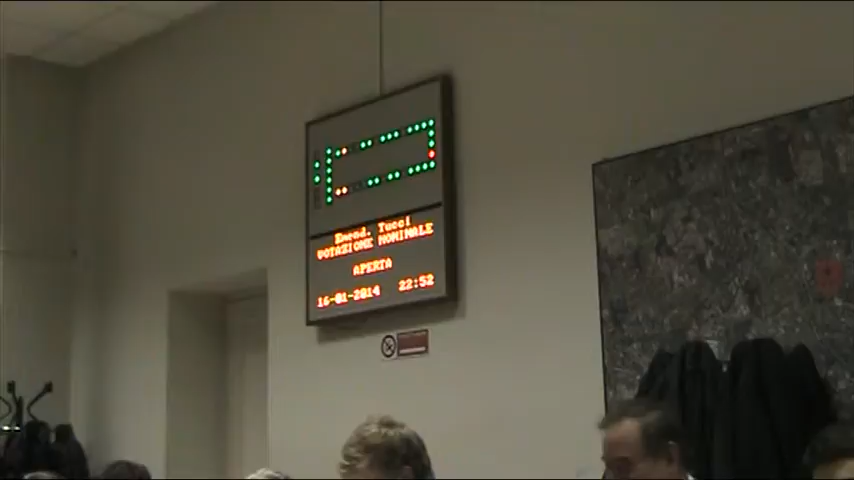 Emend. Tucci
VOTAZIONE NOMINALE
APERTA
16-01-2014 22:52